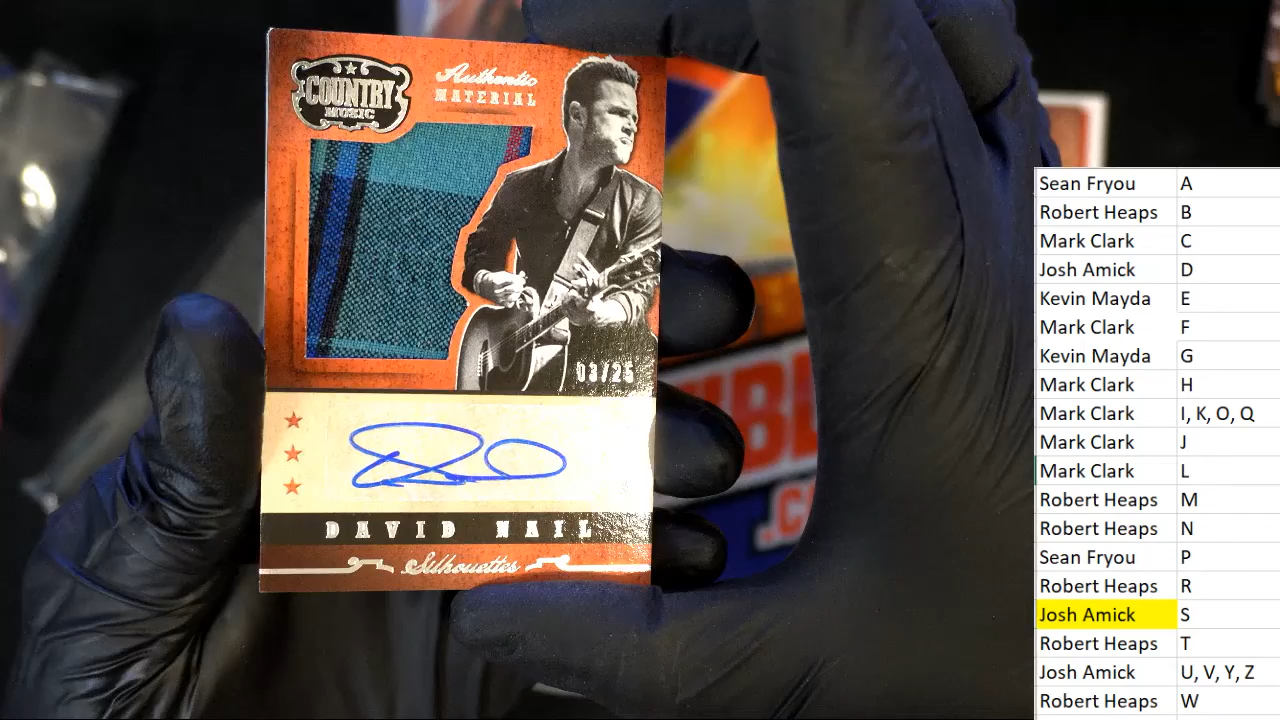 COUNTRY
MUSIC
Authentic
MATERIAL
03/25
DAVID NAIL
Silhouettes
.C
Sean Fryou A
Robert Heaps B
Mark Clark C
Josh Amick D
Kevin Mayda E
Mark Clark F
Kevin Mayda G
Mark Clark H
Mark Clark I, K, O, Q
Mark Clark J
Mark Clark L
Robert Heaps M
Robert Heaps N
Sean Fryou P
Robert Heaps R
Josh Amick S
Robert Heaps T
Josh Amick U, V, Y, Z
Robert Heaps W